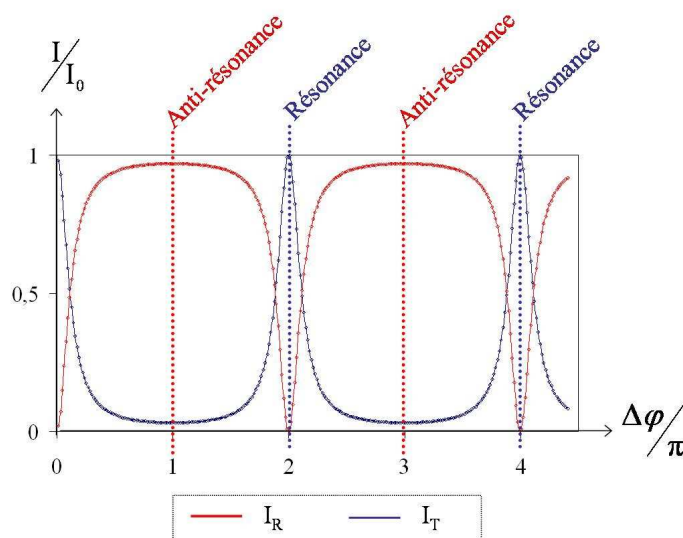 I/I₀
Anti-résonance
Résonance
Anti-résonance
Résonance
1
0,5
0
0 1 2 3 4
Δφ/π
I_R I_T